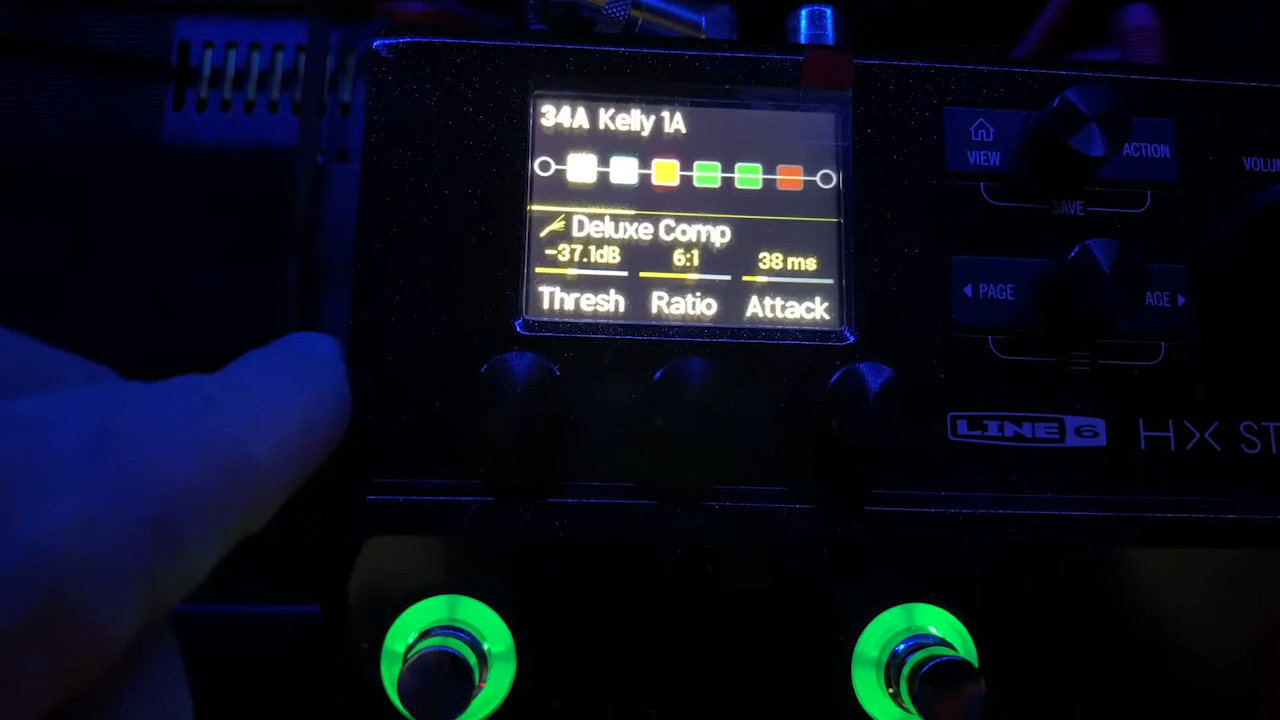 34A Kelly 1A
Deluxe Comp
-37.1dB 6:1 38 ms
Thresh Ratio Attack
VIEW ACTION
SAVE
VOLU
PAGE AGE
LINE 6 HX ST